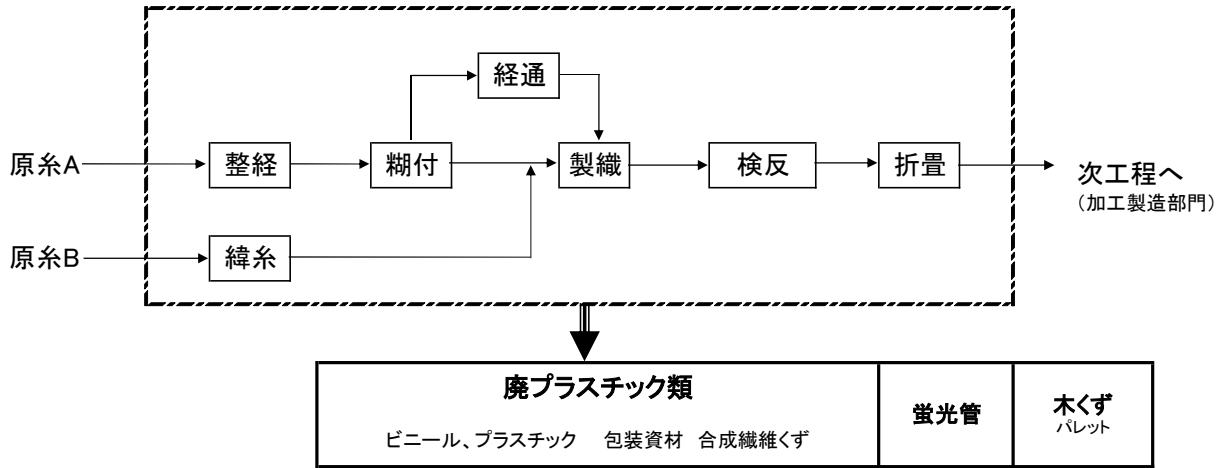 経通
原糸A
整経
糊付
製織
検反
折畳
次工程へ
(加工製造部門)
原糸B
緯糸
廃プラスチック類
ビニール、プラスチック 包装資材 合成繊維くず
蛍光管
木くず
パレット